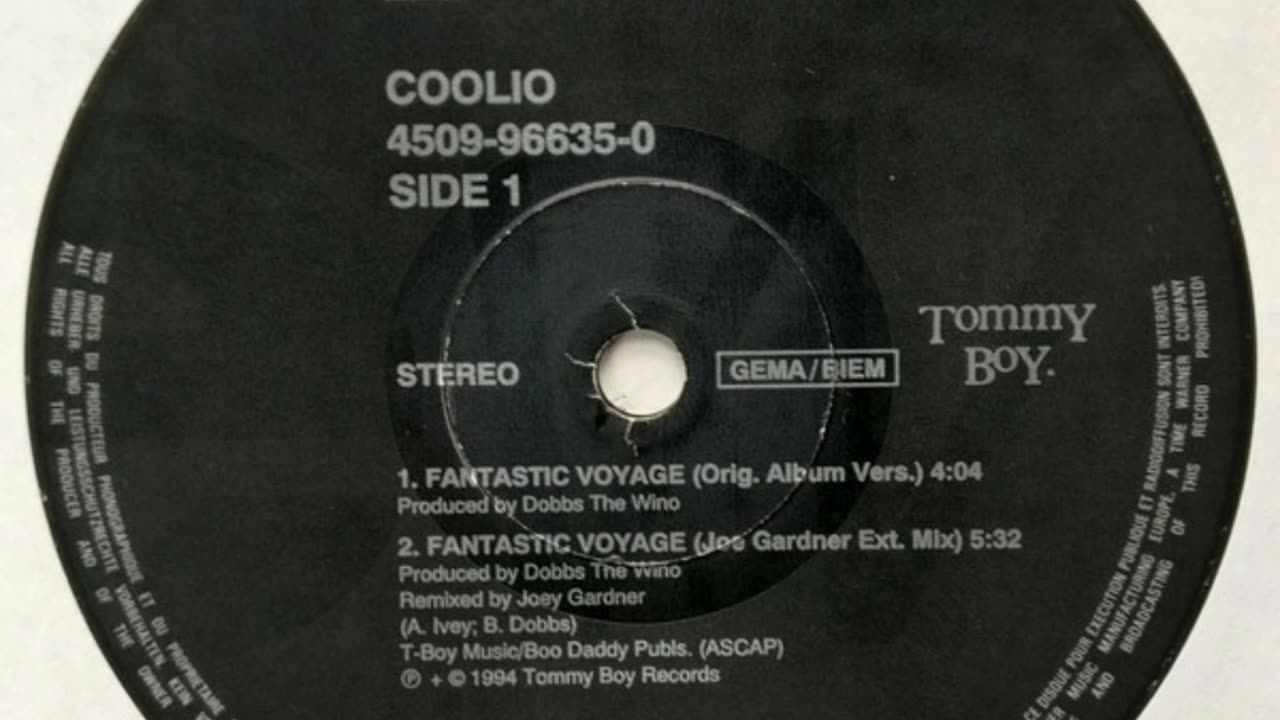 COOLIO
4509-96635-0
SIDE 1
STEREO
GEMA/BIEM
Tommy
Boy.
1. FANTASTIC VOYAGE (Orig. Album Vers.) 4:04
Produced by Dobbs The Wino
2. FANTASTIC VOYAGE (Joe Gardner Ext. Mix) 5:32
Produced by Dobbs The Wino
Remixed by Joey Gardner
(A. Ivey; B. Dobbs)
T-Boy Music/Boo Daddy Publs. (ASCAP)
℗ + © 1994 Tommy Boy Records
TOUS DROITS DU PRODUCTEUR PHONOGRAPHIQUE ET DU PROPRIETAIRE
ALLE URHEBER UND LEISTUNGSSCHUTZRECHTE VORBEHALTEN. KEIN
ALL RIGHTS OF THE PRODUCER AND OF THE OWNER
CE DISQUE POUR EXECUTION PUBLIQUE ET RADIODIFFUSION SONT INTERDITS.
MUSIC MANUFACTURING EUROPE, A TIME WARNER COMPANY
AND BROADCASTING OF THIS RECORD PROHIBITED!